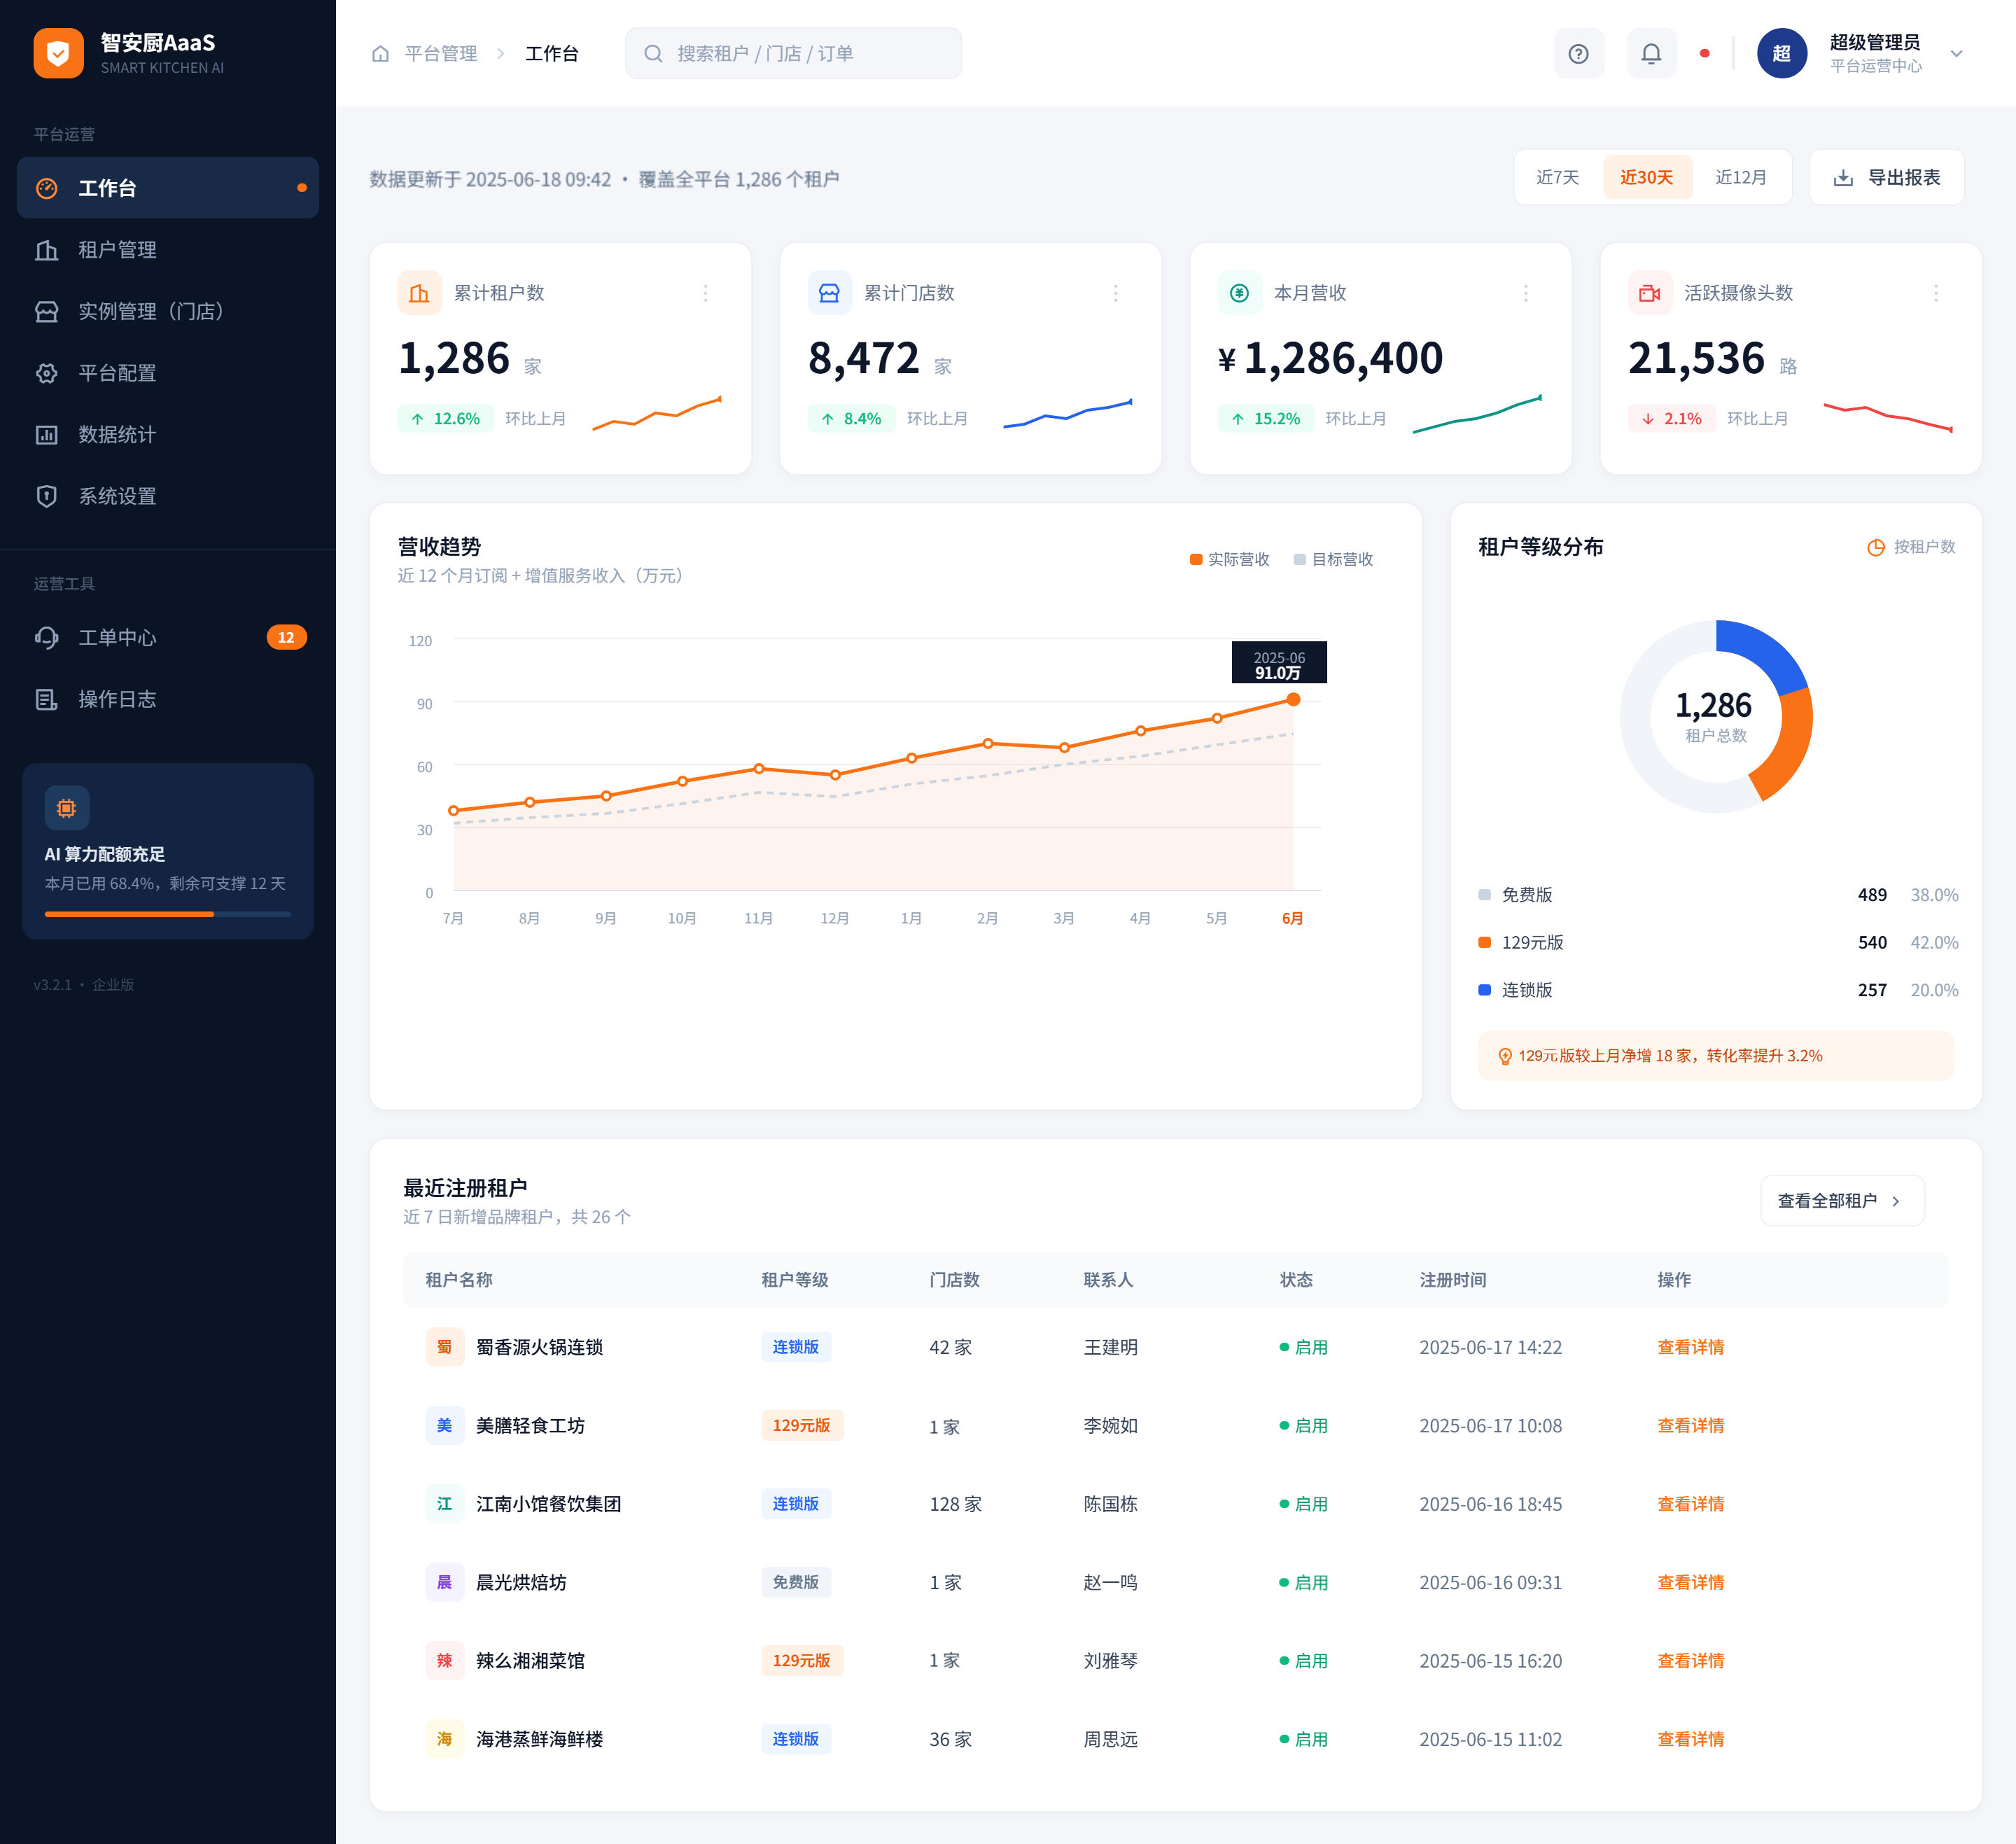 智安厨AaaS
SMART KITCHEN AI
平台运营
工作台
租户管理
实例管理（门店）
平台配置
数据统计
系统设置
运营工具
工单中心 12
操作日志
AI 算力配额充足
本月已用 68.4%，剩余可支撑 12 天
v3.2.1 · 企业版
平台管理 工作台 搜索租户 / 门店 / 订单
超 超级管理员
平台运营中心
数据更新于 2025-06-18 09:42 · 覆盖全平台 1,286 个租户
近7天 近30天 近12月 导出报表
累计租户数
1,286 家
12.6% 环比上月
累计门店数
8,472 家
8.4% 环比上月
本月营收
¥ 1,286,400
15.2% 环比上月
活跃摄像头数
21,536 路
2.1% 环比上月
营收趋势
近 12 个月订阅 + 增值服务收入（万元）
实际营收 目标营收
120
90
60
30
0
2025-06
91.0万
7月 8月 9月 10月 11月 12月 1月 2月 3月 4月 5月 6月
租户等级分布 按租户数
1,286
租户总数
免费版 489 38.0%
129元版 540 42.0%
连锁版 257 20.0%
129元版较上月净增 18 家，转化率提升 3.2%
最近注册租户
近 7 日新增品牌租户，共 26 个
查看全部租户
租户名称 租户等级 门店数 联系人 状态 注册时间 操作
蜀 蜀香源火锅连锁 连锁版 42 家 王建明 启用 2025-06-17 14:22 查看详情
美 美膳轻食工坊 129元版 1 家 李婉如 启用 2025-06-17 10:08 查看详情
江 江南小馆餐饮集团 连锁版 128 家 陈国栋 启用 2025-06-16 18:45 查看详情
晨 晨光烘焙坊 免费版 1 家 赵一鸣 启用 2025-06-16 09:31 查看详情
辣 辣么湘湘菜馆 129元版 1 家 刘雅琴 启用 2025-06-15 16:20 查看详情
海 海港蒸鲜海鲜楼 连锁版 36 家 周思远 启用 2025-06-15 11:02 查看详情